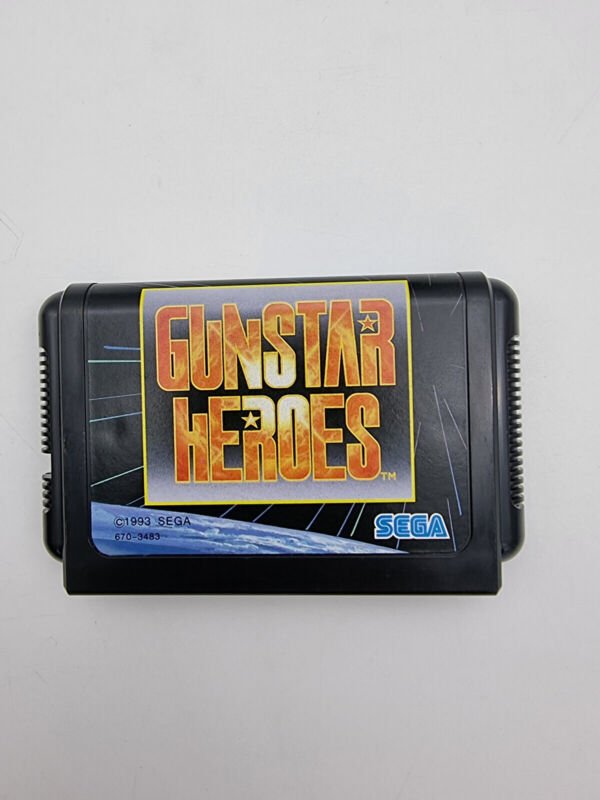 GUNSTAR
HEROES
TM
©1993 SEGA
SEGA
670-3483